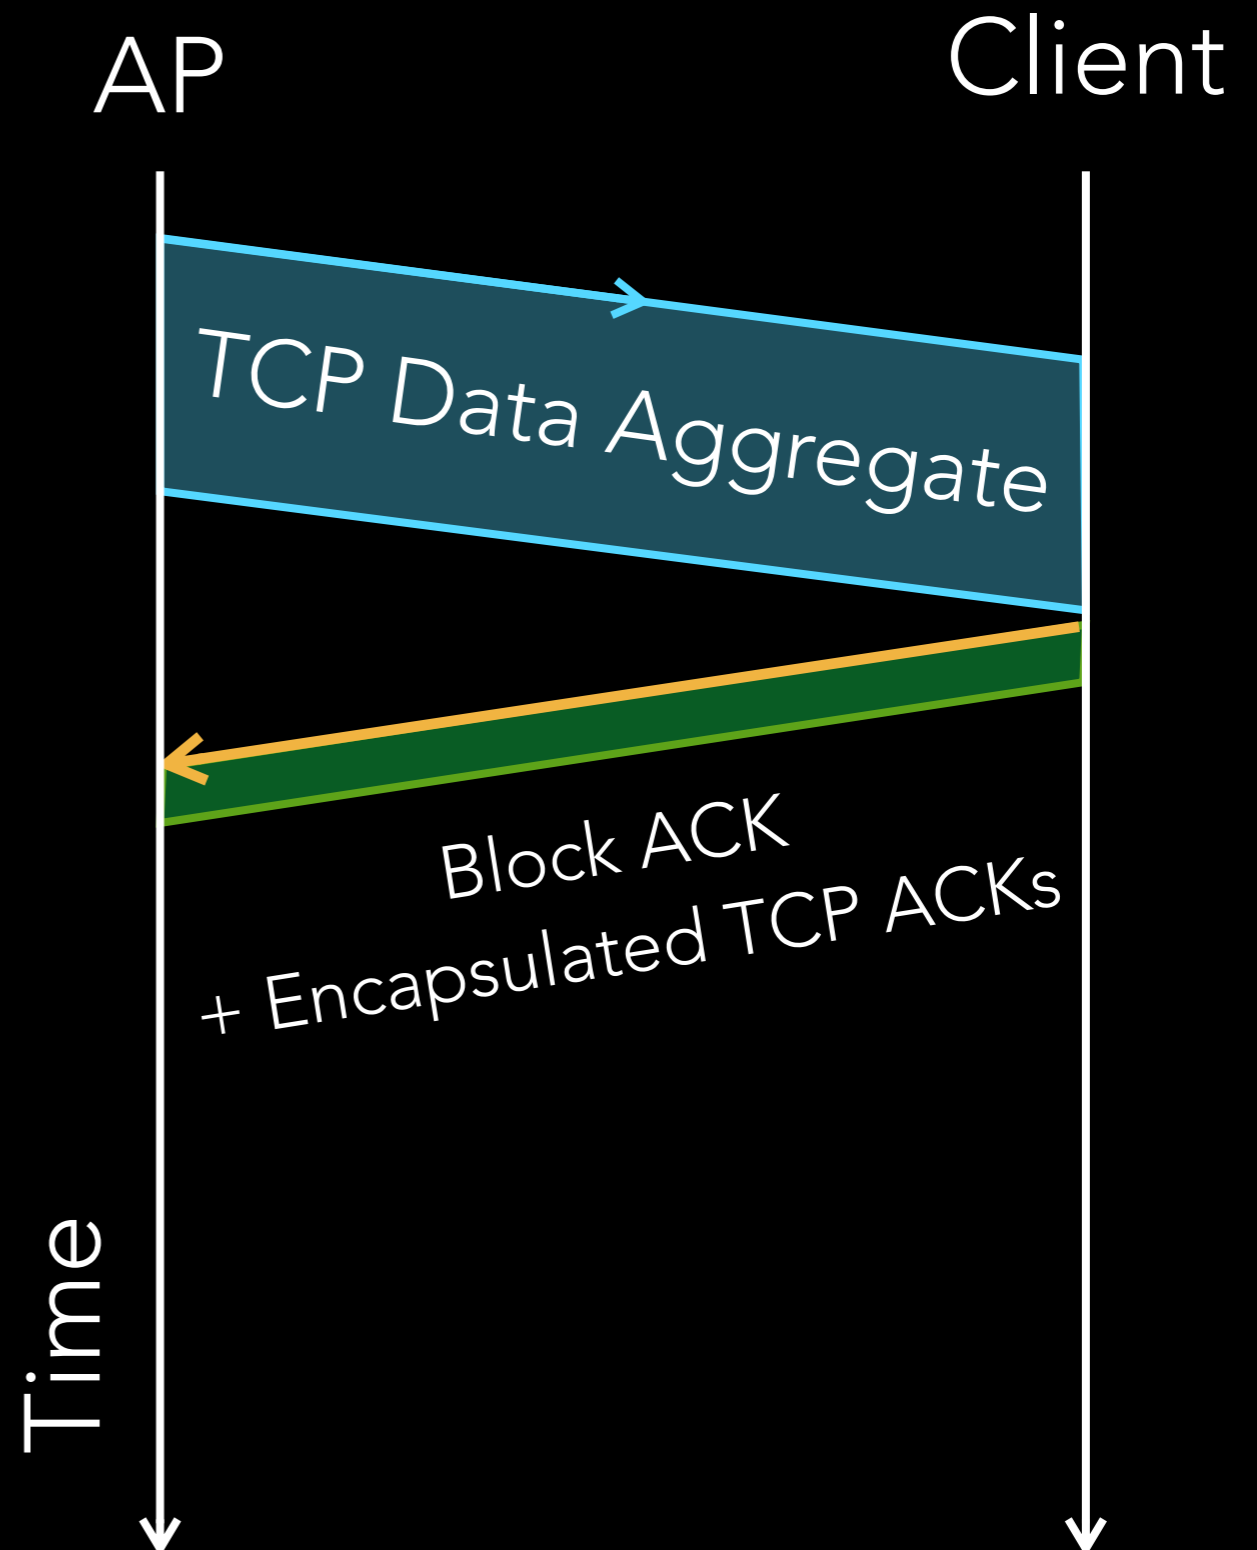 AP
Client
TCP Data Aggregate
Block ACK
+ Encapsulated TCP ACKs
Time